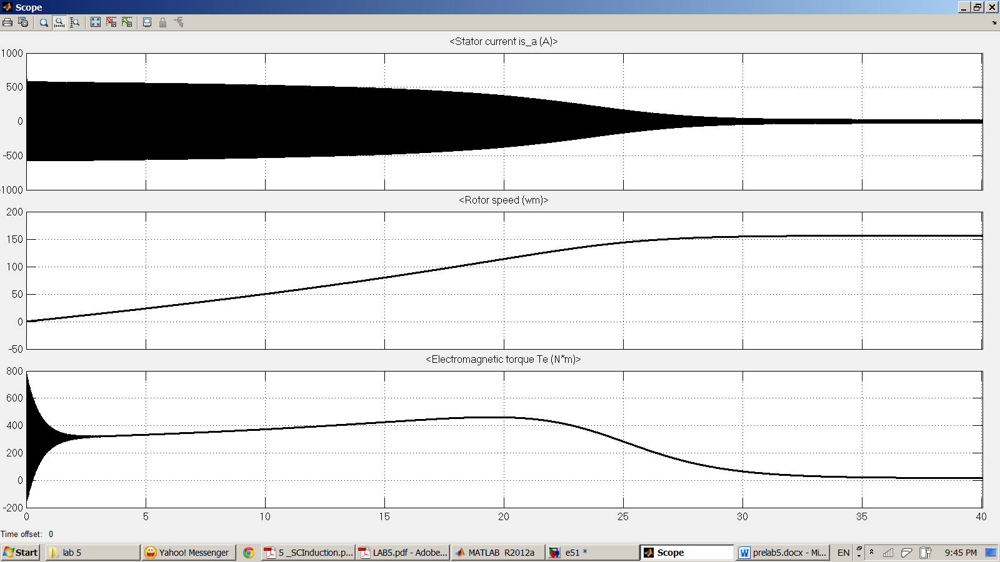 Scope
<Stator current is_a (A)>
1000
500
0
-500
-1000
<Rotor speed (wm)>
200
150
100
50
0
-50
<Electromagnetic torque Te (N*m)>
800
600
400
200
0
-200
0 5 10 15 20 25 30 35 40
Time offset: 0
Start lab 5 Yahoo! Messenger 5 _SCInduction.p... LAB5.pdf - Adobe... MATLAB R2012a e51 * Scope prelab5.docx - Mi... EN 9:45 PM